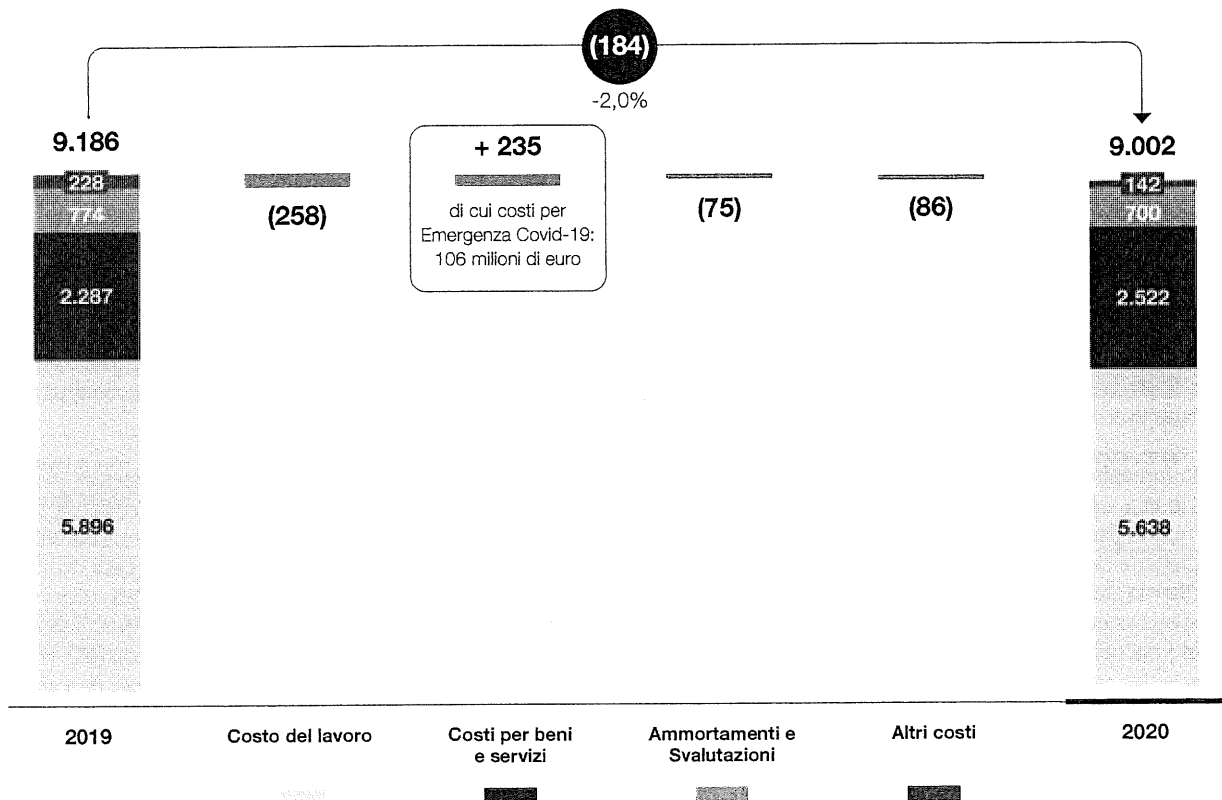 (184)
-2,0%
9.186
+ 235
9.002
228
774
2.287
5.896
(258)
di cui costi per
Emergenza Covid-19:
106 milioni di euro
(75)
(86)
142
700
2.522
5.638
2019
Costo del lavoro
Costi per beni
e servizi
Ammortamenti e
Svalutazioni
Altri costi
2020